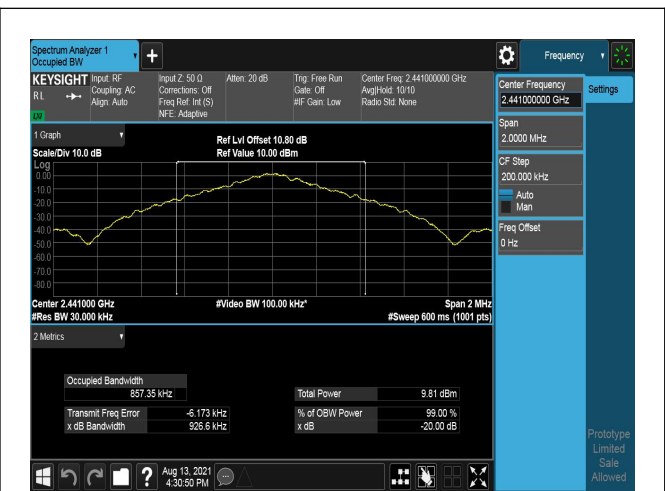 Spectrum Analyzer 1
Occupied BW
+
Frequency
KEYSIGHT
RL
LXI
Input: RF
Coupling: AC
Align: Auto
Input Z: 50 Ω
Corrections: Off
Freq Ref: Int (S)
NFE: Adaptive
Atten: 20 dB
Trig: Free Run
Gate: Off
#IF Gain: Low
Center Freq: 2.441000000 GHz
Avg|Hold: 10/10
Radio Std: None
Center Frequency
2.441000000 GHz
Settings
Span
2.0000 MHz
CF Step
200.000 kHz
Auto
Man
Freq Offset
0 Hz
1 Graph
Scale/Div 10.0 dB
Ref Lvl Offset 10.80 dB
Ref Value 10.00 dBm
Log
0.00
-10.0
-20.0
-30.0
-40.0
-50.0
-60.0
-70.0
-80.0
Center 2.441000 GHz
#Res BW 30.000 kHz
#Video BW 100.00 kHz*
Span 2 MHz
#Sweep 600 ms (1001 pts)
2 Metrics
Occupied Bandwidth
857.35 kHz
Total Power 9.81 dBm
Transmit Freq Error -6.173 kHz
% of OBW Power 99.00 %
x dB Bandwidth 926.6 kHz
x dB -20.00 dB
Prototype
Limited
Sale
Allowed
?
Aug 13, 2021
4:30:50 PM